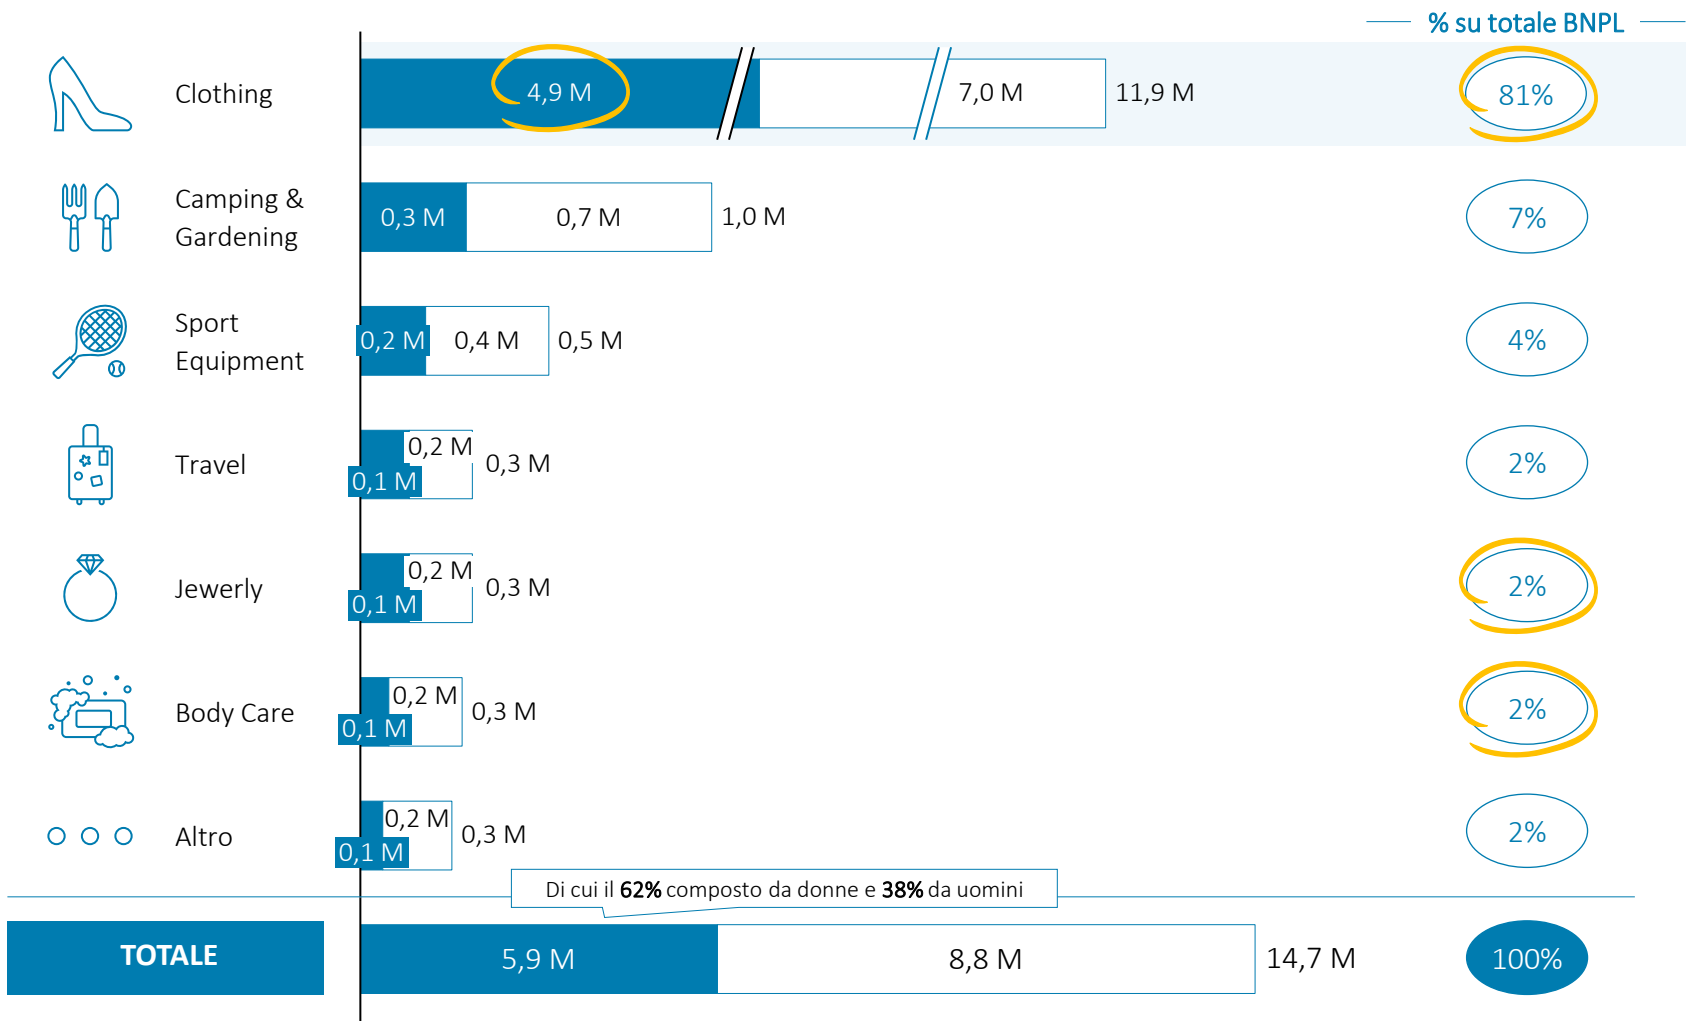 % su totale BNPL
Clothing
4,9 M
7,0 M
11,9 M
81%
Camping &
Gardening
0,3 M
0,7 M
1,0 M
7%
Sport
Equipment
0,2 M
0,4 M
0,5 M
4%
Travel
0,1 M
0,2 M
0,3 M
2%
Jewerly
0,1 M
0,2 M
0,3 M
2%
Body Care
0,1 M
0,2 M
0,3 M
2%
Altro
0,1 M
0,2 M
0,3 M
2%
Di cui il 62% composto da donne e 38% da uomini
TOTALE
5,9 M
8,8 M
14,7 M
100%